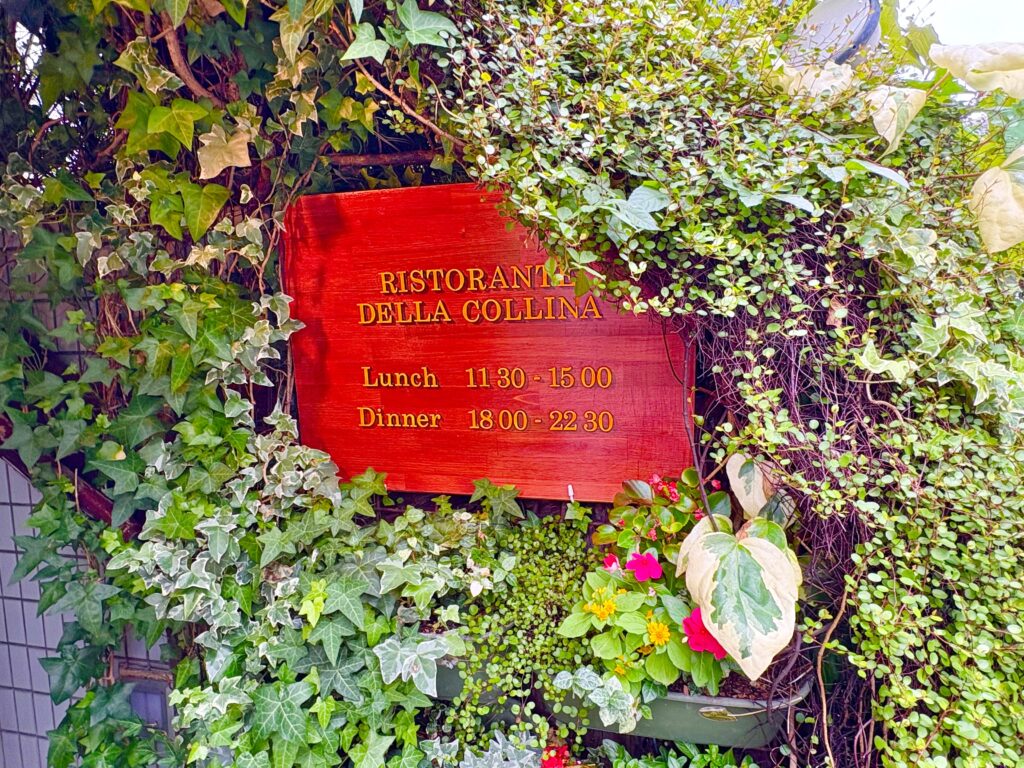 RISTORANTE
DELLA COLLINA
Lunch 11 30 - 15 00
Dinner 18 00 - 22 30